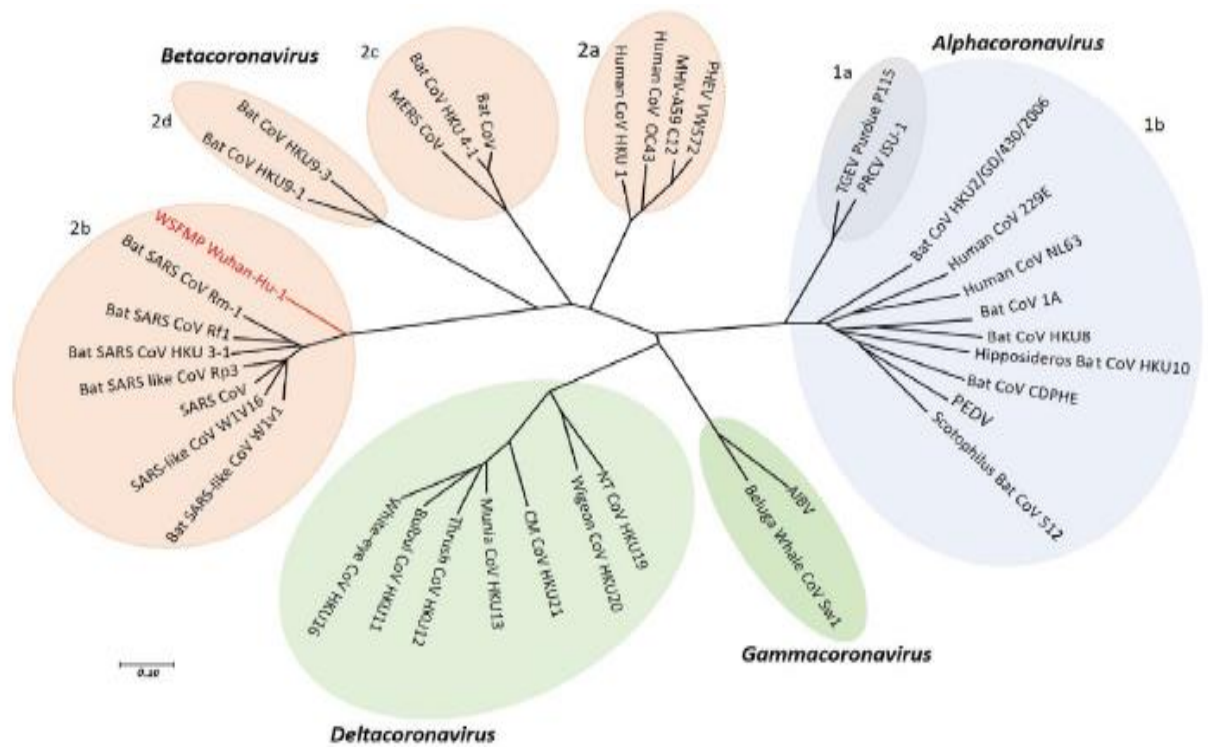 Betacoronavirus
2c
2a
Alphacoronavirus
1a
1b
2d
2b
Bat CoV HKU9-3
Bat CoV HKU9-1
Bat CoV HKU 4-1
Bat CoV
MERS CoV
Human CoV HKU 1
Human CoV OC43
MHV-A59 C12
PHEV VW572
TGEV Purdue P115
PRCV ISU-1
Bat CoV HKU2/GD/430/2006
Human CoV 229E
Human CoV NL63
Bat CoV 1A
Bat CoV HKU8
Hipposideros Bat CoV HKU10
Bat CoV CDPHE
PEDV
Scotophilus Bat CoV 512
WSFMP Wuhan-Hu-1
Bat SARS CoV Rm-1
Bat SARS CoV Rf1
Bat SARS CoV HKU 3-1
Bat SARS like CoV Rp3
SARS CoV
SARS-like CoV W1V16
Bat SARS-like CoV W1v1
White-eye CoV HKU16
Bulbul CoV HKU11
Thrush CoV HKU12
Munia CoV HKU13
CM CoV HKU21
Wigeon CoV HKU20
NT CoV HKU19
Beluga Whale CoV Sw1
AIBV
Gammacoronavirus
Deltacoronavirus
0.10